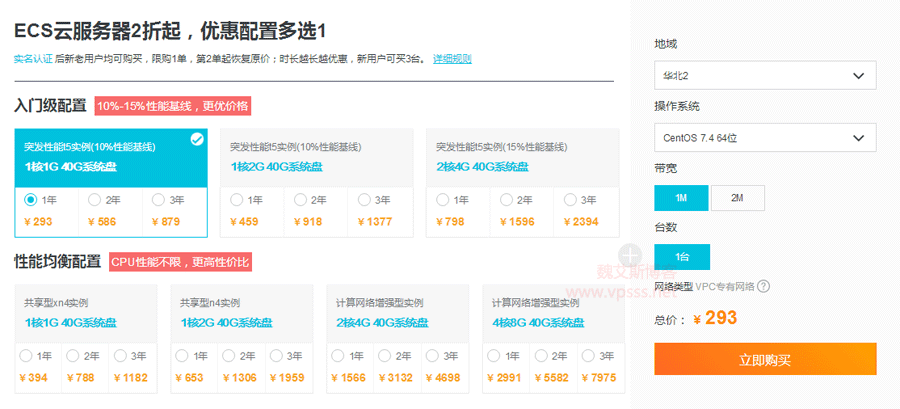 ECS云服务器2折起，优惠配置多选1
实名认证 后新老用户均可购买，限购1单，第2单起恢复原价；时长越长越优惠，新用户可买3台。 详细规则
入门级配置 10%-15%性能基线，更优价格
突发性能t5实例(10%性能基线)
1核1G 40G系统盘
1年 2年 3年
¥ 293 ¥ 586 ¥ 879
突发性能t5实例(10%性能基线)
1核2G 40G系统盘
1年 2年 3年
¥ 459 ¥ 918 ¥ 1377
突发性能t5实例(15%性能基线)
2核4G 40G系统盘
1年 2年 3年
¥ 798 ¥ 1596 ¥ 2394
性能均衡配置 CPU性能不限，更高性价比
共享型xn4实例
1核1G 40G系统盘
1年 2年 3年
¥ 394 ¥ 788 ¥ 1182
共享型n4实例
1核2G 40G系统盘
1年 2年 3年
¥ 653 ¥ 1306 ¥ 1959
计算网络增强型实例
2核4G 40G系统盘
1年 2年 3年
¥ 1566 ¥ 3132 ¥ 4698
计算网络增强型实例
4核8G 40G系统盘
1年 2年 3年
¥ 2991 ¥ 5582 ¥ 7975
地域
华北2
操作系统
CentOS 7.4 64位
带宽
1M 2M
台数
1台
网络类型 VPC专有网络 ?
总价： ¥ 293
立即购买
魏艾斯博客
www.vpsss.net